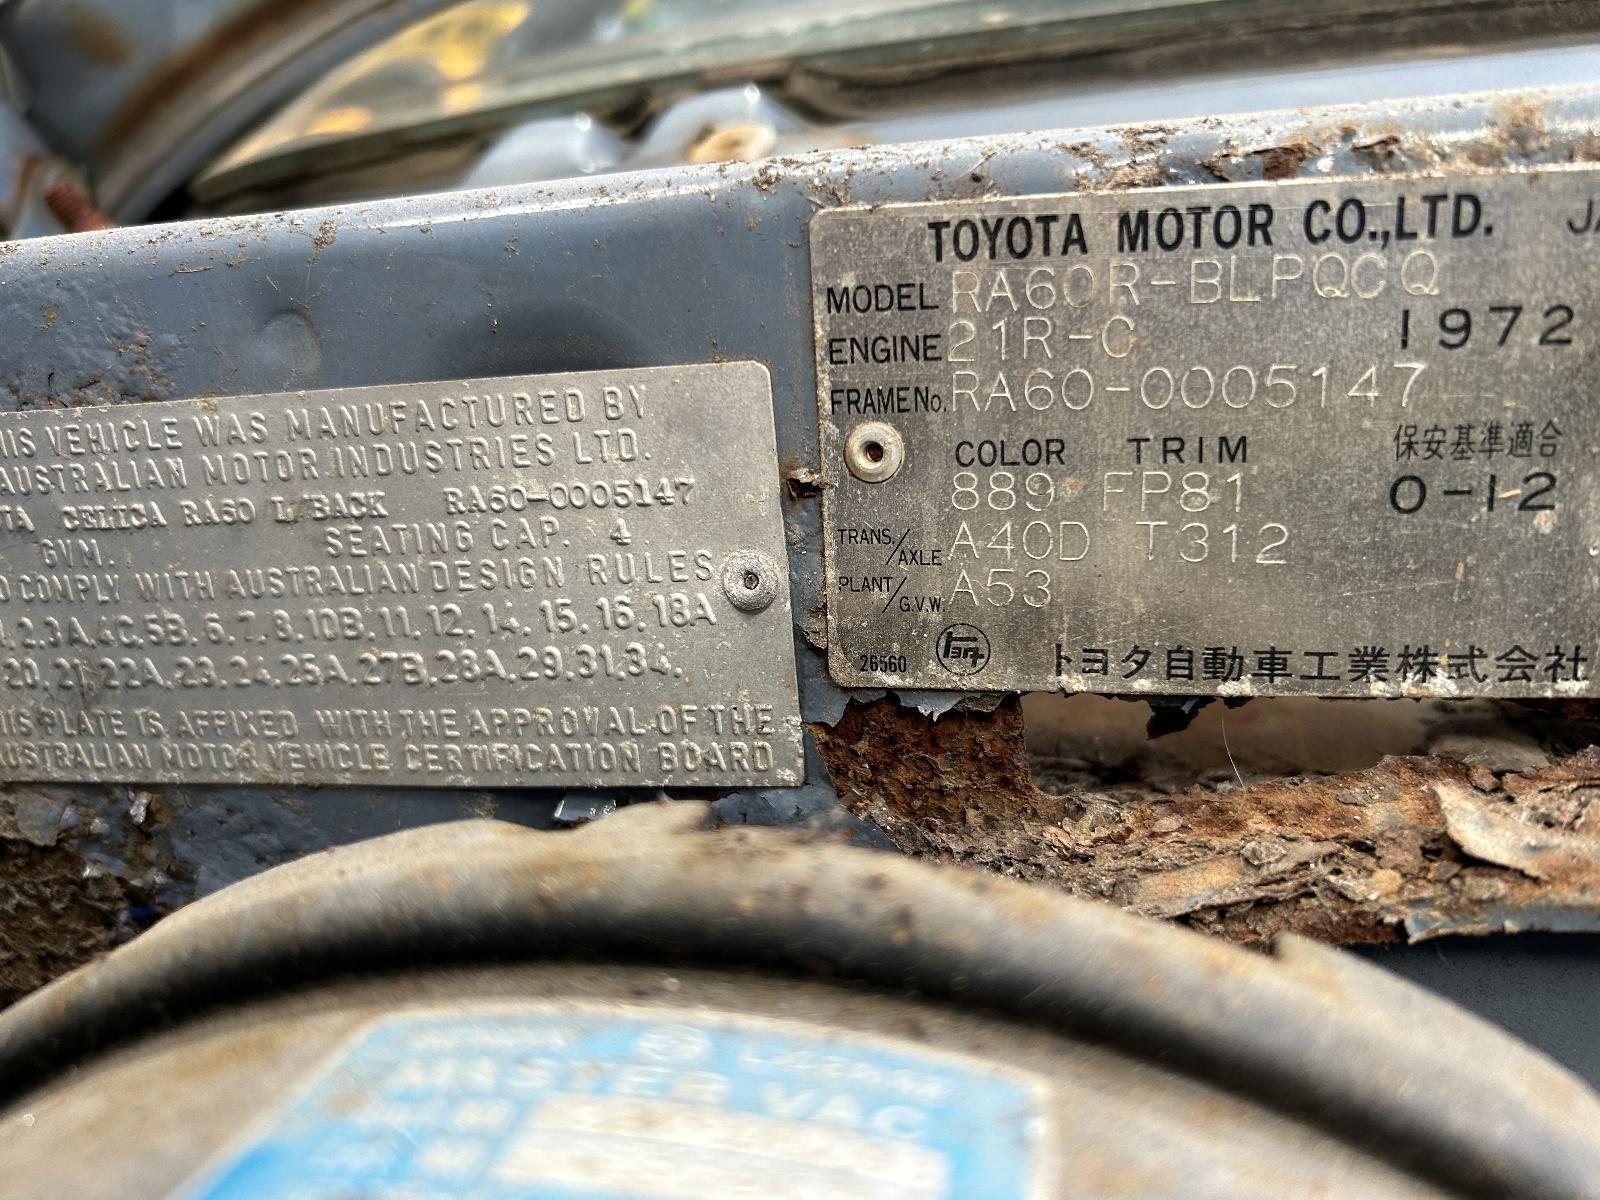 TOYOTA MOTOR CO.,LTD.
MODEL RA60R-BLPQCQ
ENGINE 21R-C 1972
FRAME No. RA60-0005147
COLOR TRIM 保安基準適合
889 FP81 0-12
TRANS./AXLE A40D T312
PLANT/G.V.W. A53
26560 トヨタ トヨタ自動車工業株式会社
VEHICLE WAS MANUFACTURED BY
AUSTRALIAN MOTOR INDUSTRIES LTD.
CELICA RA60 L/BACK RA60-0005147
GVM. SEATING CAP. 4
COMPLY WITH AUSTRALIAN DESIGN RULES
2,3A,4C,5B,6,7,8,10B,11,12,14,15,16,18A
20,21,22A,23,24,25A,27B,28A,29,31,34.
PLATE IS AFFIXED WITH THE APPROVAL OF THE
AUSTRALIAN MOTOR VEHICLE CERTIFICATION BOARD
MASTER VAC